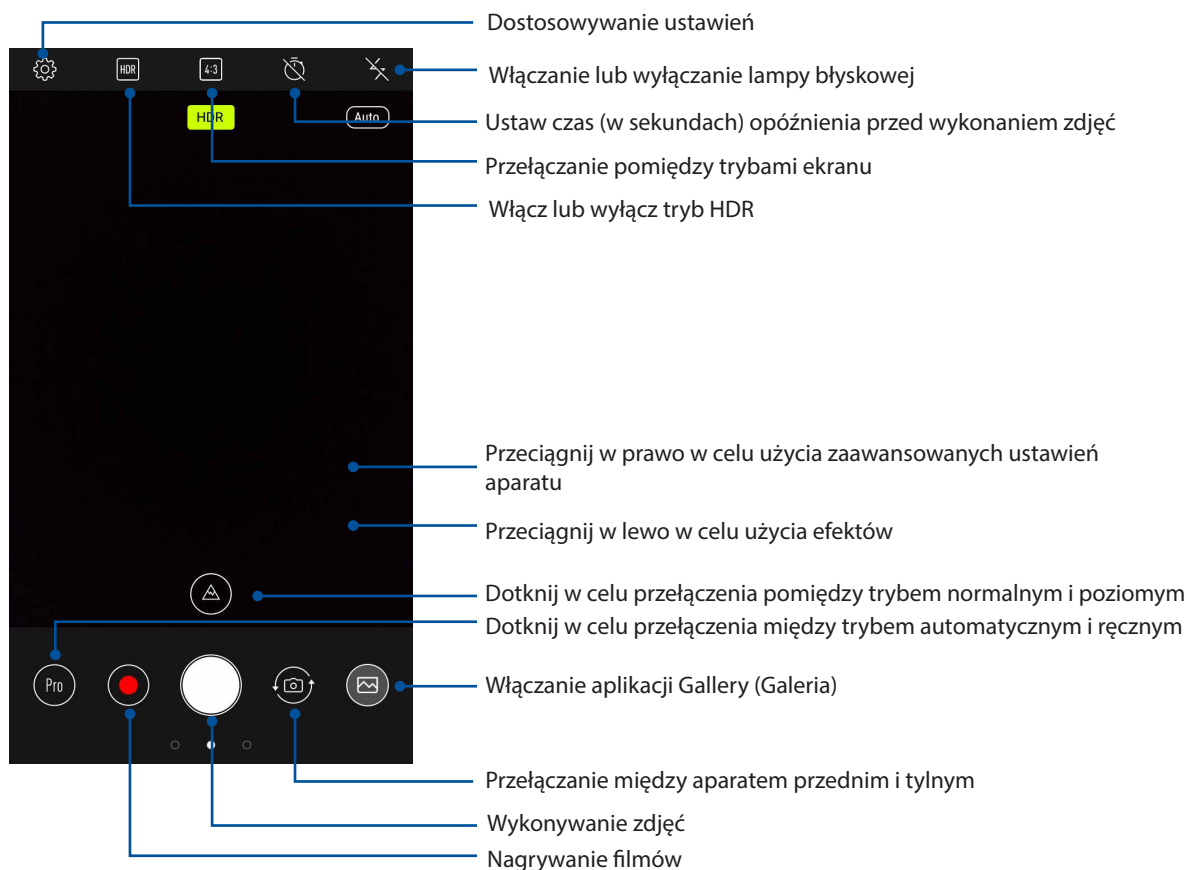 Dostosowywanie ustawień
HDR
4:3
Włączanie lub wyłączanie lampy błyskowej
HDR
Auto
Ustaw czas (w sekundach) opóźnienia przed wykonaniem zdjęć
Przełączanie pomiędzy trybami ekranu
Włącz lub wyłącz tryb HDR
Przeciągnij w prawo w celu użycia zaawansowanych ustawień
aparatu
Przeciągnij w lewo w celu użycia efektów
Dotknij w celu przełączenia pomiędzy trybem normalnym i poziomym
Dotknij w celu przełączenia między trybem automatycznym i ręcznym
Pro
Włączanie aplikacji Gallery (Galeria)
Przełączanie między aparatem przednim i tylnym
Wykonywanie zdjęć
Nagrywanie filmów